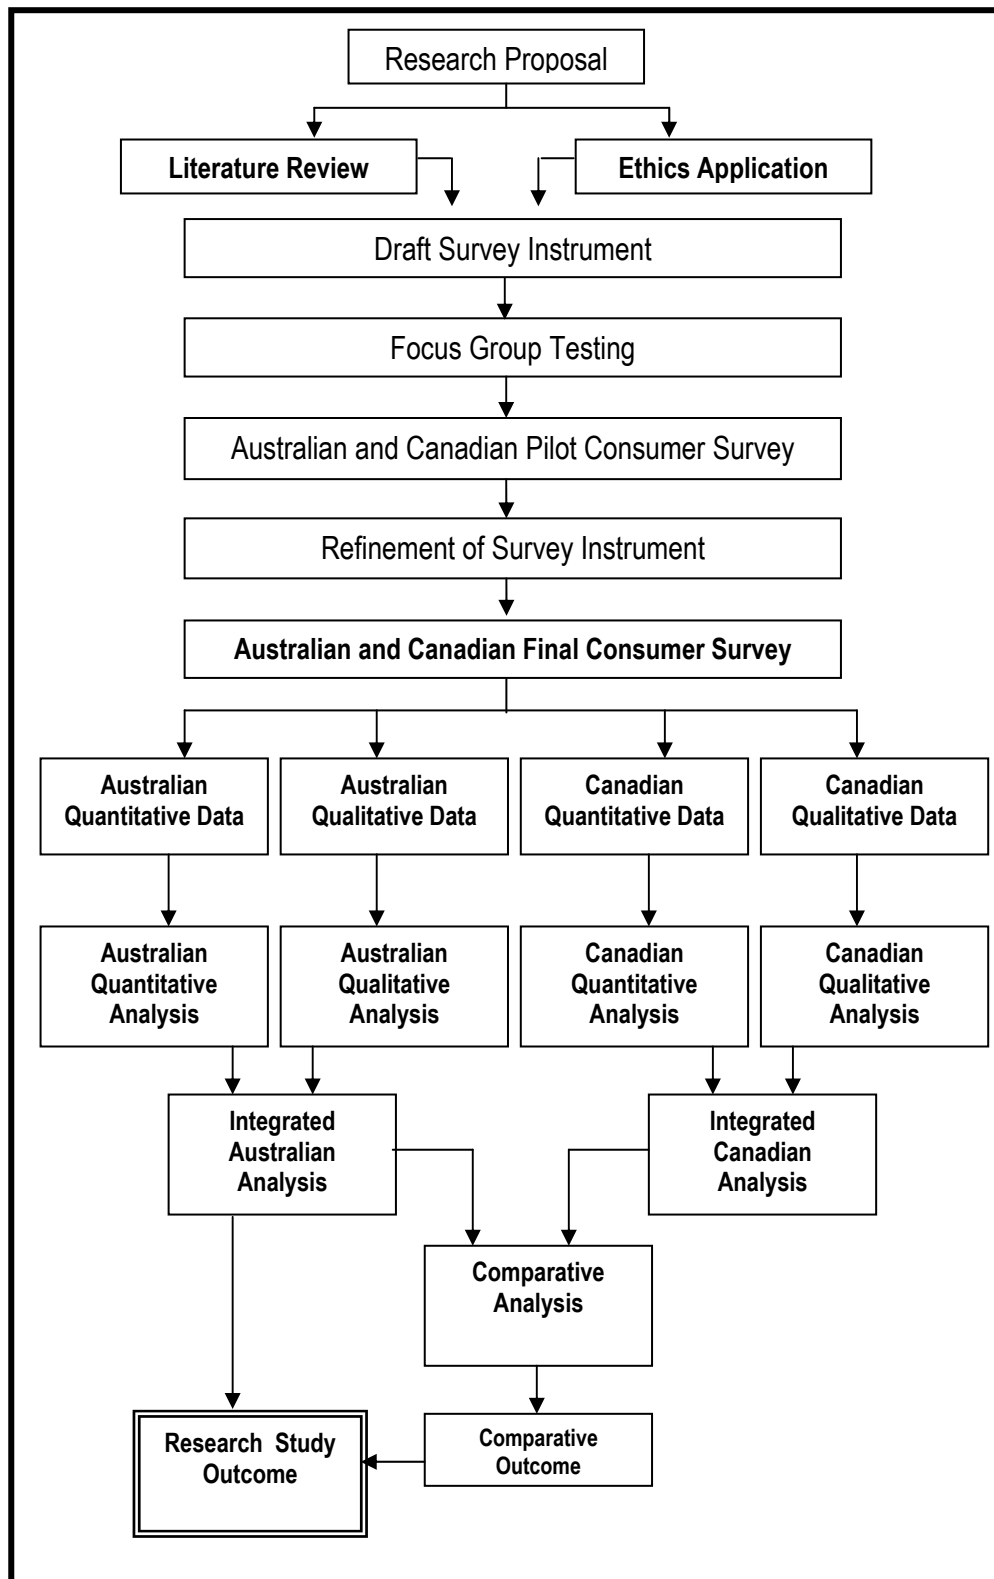 Research Proposal
Literature Review
Ethics Application
Draft Survey Instrument
Focus Group Testing
Australian and Canadian Pilot Consumer Survey
Refinement of Survey Instrument
Australian and Canadian Final Consumer Survey
Australian
Quantitative Data
Australian
Qualitative Data
Canadian
Quantitative Data
Canadian
Qualitative Data
Australian
Quantitative
Analysis
Australian
Qualitative
Analysis
Canadian
Quantitative
Analysis
Canadian
Qualitative
Analysis
Integrated
Australian
Analysis
Integrated
Canadian
Analysis
Comparative
Analysis
Research Study
Outcome
Comparative
Outcome